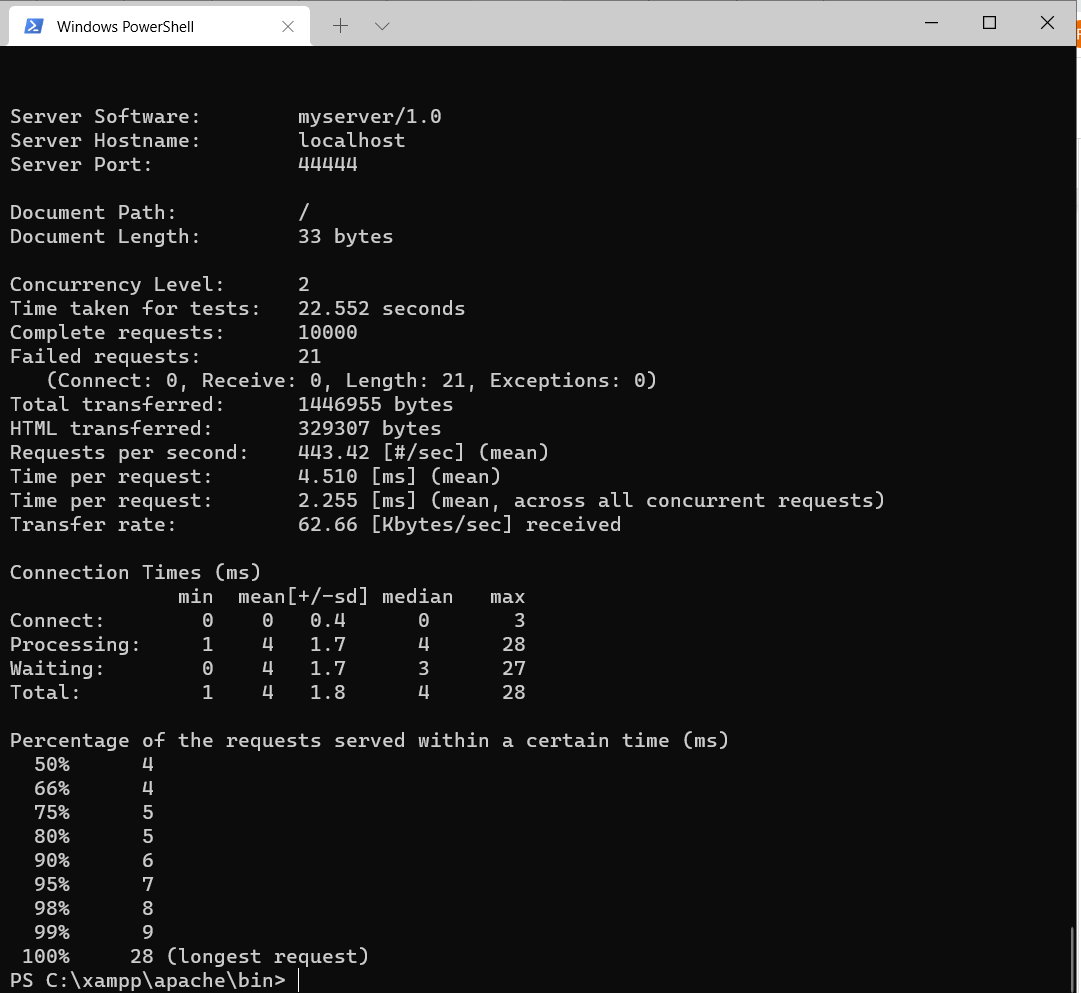 Windows PowerShell
Server Software:        myserver/1.0
Server Hostname:        localhost
Server Port:            44444
Document Path:          /
Document Length:        33 bytes
Concurrency Level:      2
Time taken for tests:   22.552 seconds
Complete requests:      10000
Failed requests:        21
   (Connect: 0, Receive: 0, Length: 21, Exceptions: 0)
Total transferred:      1446955 bytes
HTML transferred:       329307 bytes
Requests per second:    443.42 [#/sec] (mean)
Time per request:       4.510 [ms] (mean)
Time per request:       2.255 [ms] (mean, across all concurrent requests)
Transfer rate:          62.66 [Kbytes/sec] received
Connection Times (ms)
              min  mean[+/-sd] median   max
Connect:        0    0   0.4      0       3
Processing:     1    4   1.7      4      28
Waiting:        0    4   1.7      3      27
Total:          1    4   1.8      4      28
Percentage of the requests served within a certain time (ms)
  50%      4
  66%      4
  75%      5
  80%      5
  90%      6
  95%      7
  98%      8
  99%      9
 100%     28 (longest request)
PS C:\xampp\apache\bin>